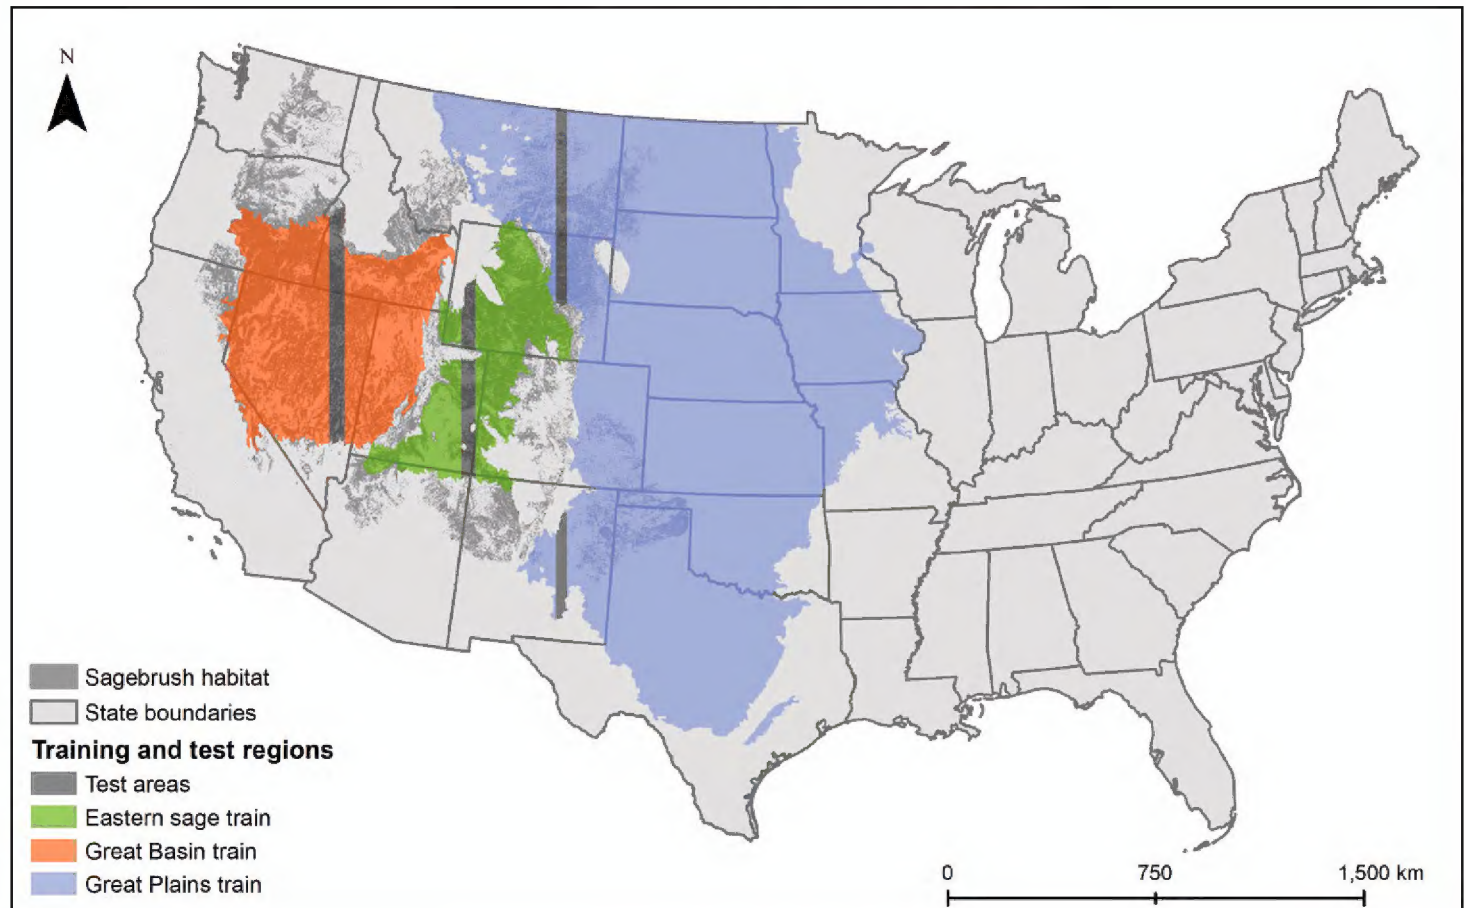 N
Sagebrush habitat
State boundaries
Training and test regions
Test areas
Eastern sage train
Great Basin train
Great Plains train
0 750 1,500 km